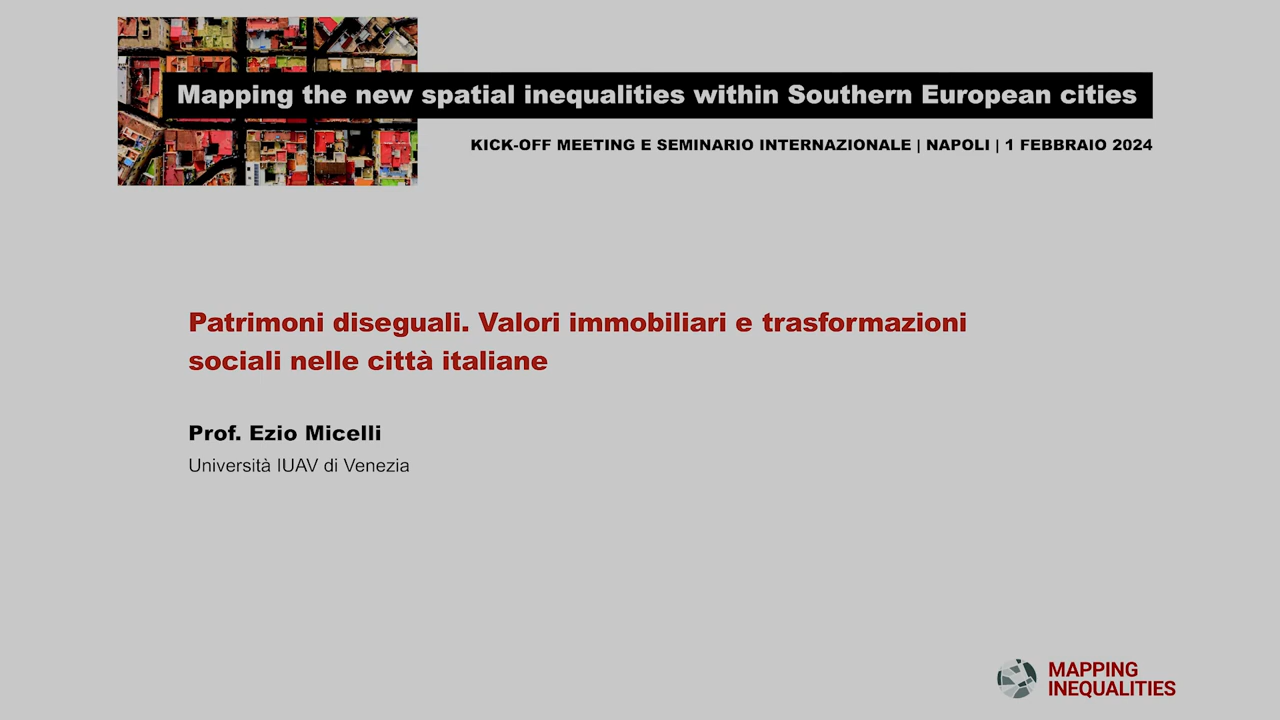 Mapping the new spatial inequalities within Southern European cities
KICK-OFF MEETING E SEMINARIO INTERNAZIONALE | NAPOLI | 1 FEBBRAIO 2024
Patrimoni diseguali. Valori immobiliari e trasformazioni
sociali nelle città italiane
Prof. Ezio Micelli
Università IUAV di Venezia
MAPPING
INEQUALITIES